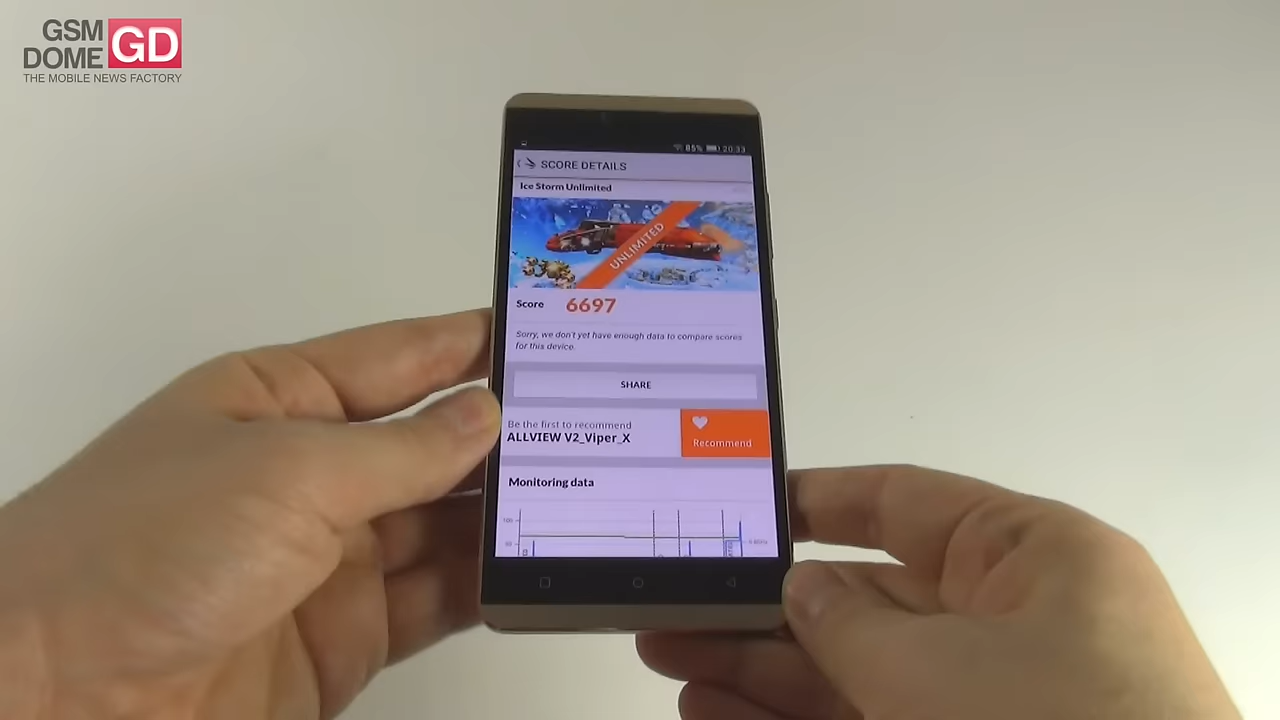 GSM
DOME GD
THE MOBILE NEWS FACTORY
85% 20:33
SCORE DETAILS
Ice Storm Unlimited
UNLIMITED
Score 6697
Sorry, we don't yet have enough data to compare scores
for this device.
SHARE
Be the first to recommend
ALLVIEW V2_Viper_X
Recommend
Monitoring data
100